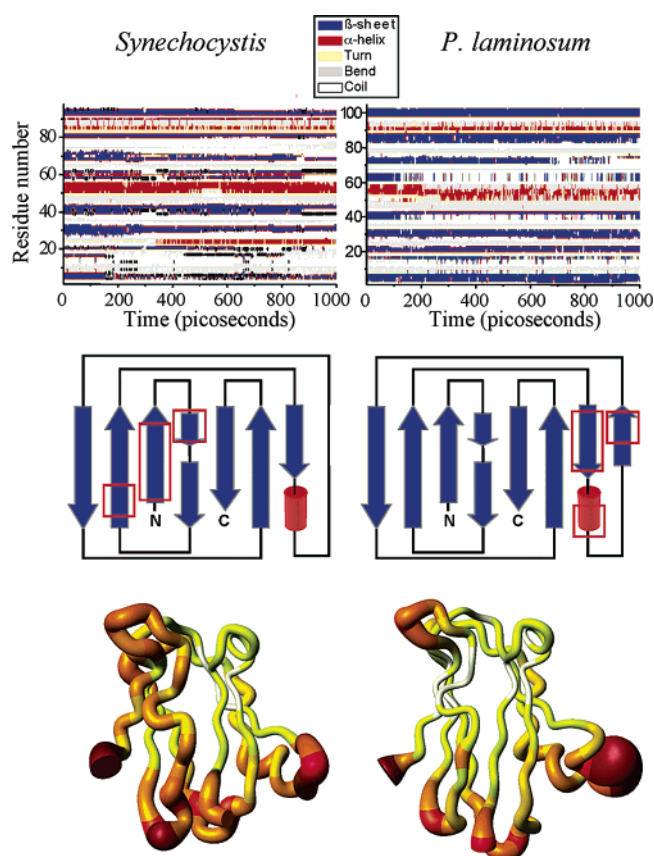 Synechocystis
ß-sheet
α-helix
Turn
Bend
Coil
P. laminosum
Residue number
80
60
40
20
0 200 400 600 800 1000
Time (picoseconds)
100
80
60
40
20
0 200 400 600 800 1000
Time (picoseconds)
N C
N C